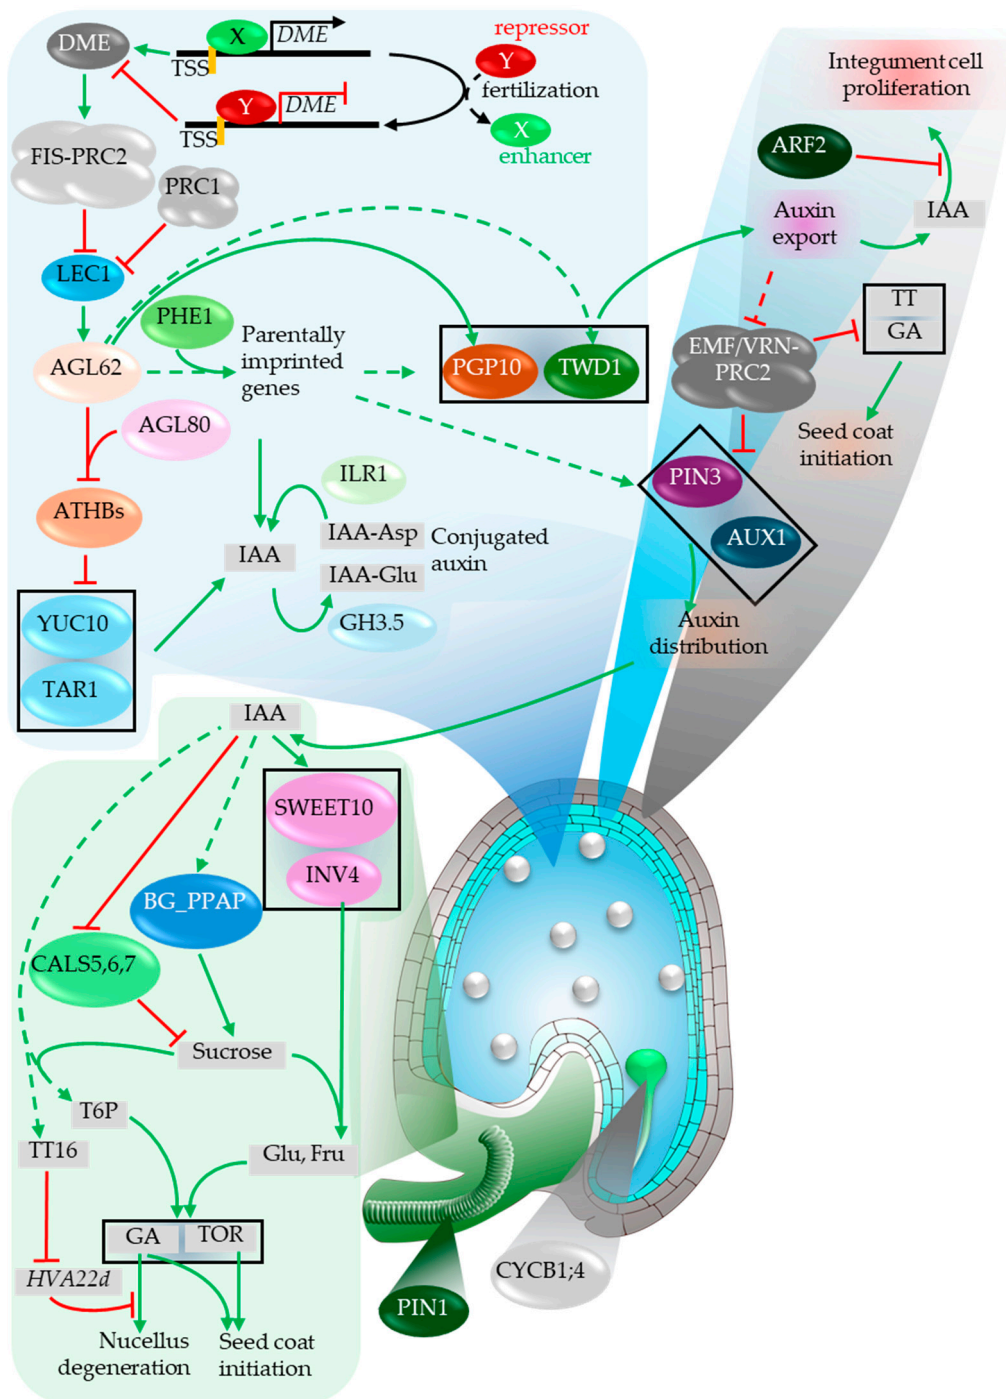 DME
X
DME
TSS
repressor
Y
fertilization
X
enhancer
Y
DME
TSS
FIS-PRC2
PRC1
LEC1
PHE1
AGL62
Parentally
imprinted
genes
PGP10
TWD1
AGL80
ATHBs
ILR1
IAA
IAA-Asp
IAA-Glu
Conjugated
auxin
GH3.5
YUC10
TAR1
Integument cell
proliferation
ARF2
IAA
Auxin
export
TT
GA
EMF/VRN-
PRC2
Seed coat
initiation
PIN3
AUX1
Auxin
distribution
IAA
SWEET10
INV4
BG_PPAP
CALS5,6,7
Sucrose
T6P
TT16
Glu, Fru
GA
TOR
HVA22d
Nucellus
degeneration
Seed coat
initiation
PIN1
CYCB1;4